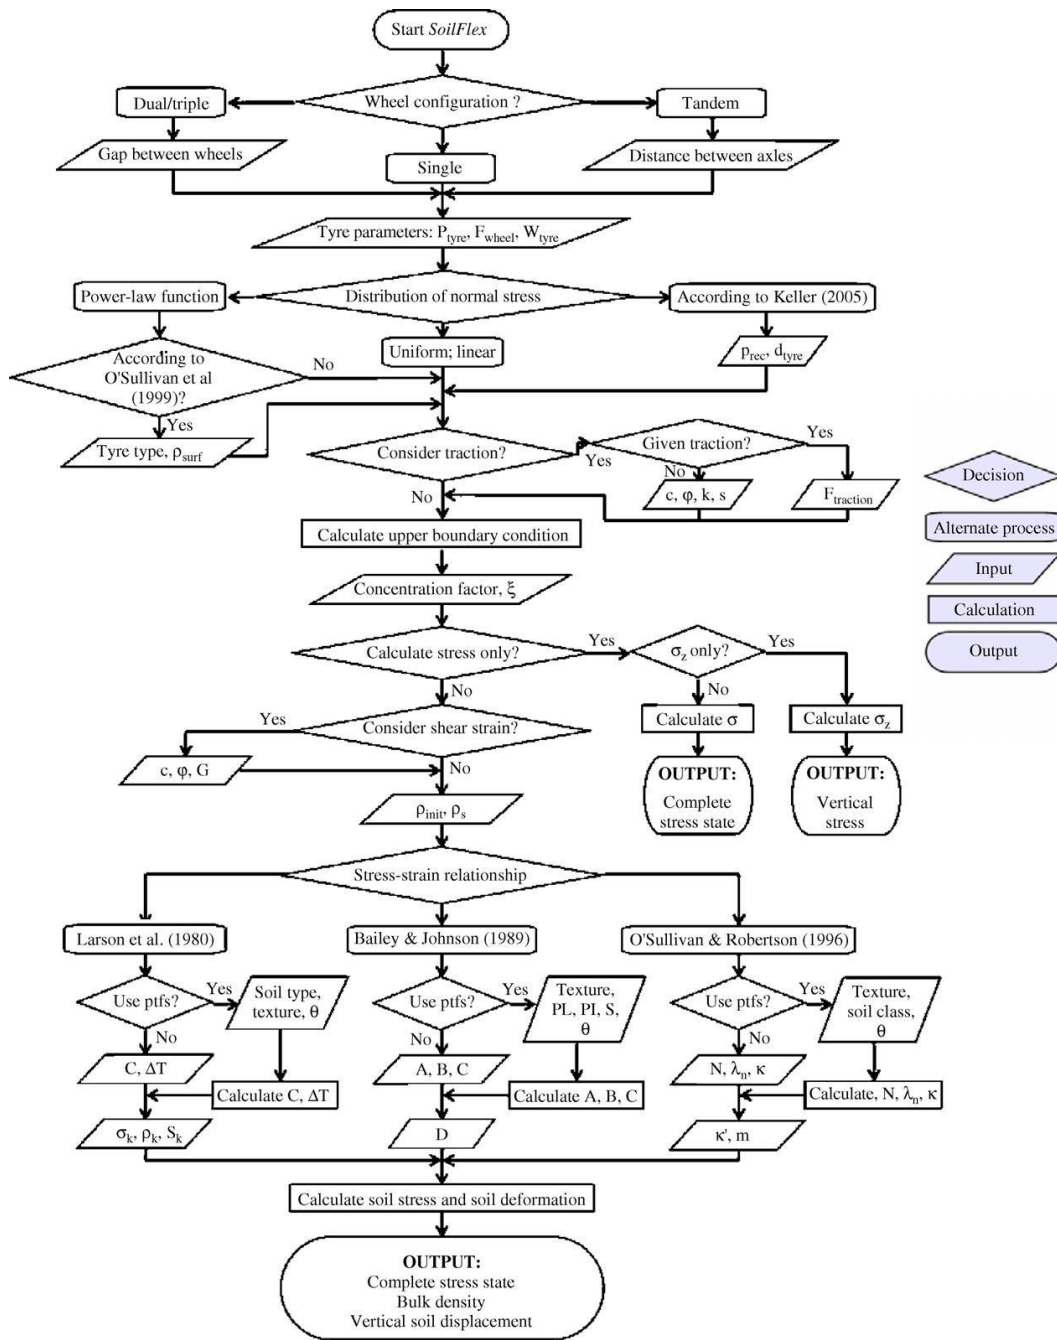 Start SoilFlex
Wheel configuration ?
Dual/triple
Tandem
Gap between wheels
Single
Distance between axles
Tyre parameters: P_tyre, F_wheel, W_tyre
Power-law function
Distribution of normal stress
According to Keller (2005)
According to
O'Sullivan et al
(1999)?
No
Uniform; linear
p_rec, d_tyre
Yes
Tyre type, ρ_surf
Consider traction?
Yes
Given traction?
Yes
No
No
c, φ, k, s
F_traction
Calculate upper boundary condition
Concentration factor, ξ
Calculate stress only?
Yes
σ_z only?
Yes
No
No
Calculate σ
Calculate σ_z
Yes
Consider shear strain?
c, φ, G
No
OUTPUT:
Complete
stress state
OUTPUT:
Vertical
stress
ρ_init, ρ_s
Stress-strain relationship
Larson et al. (1980)
Bailey & Johnson (1989)
O'Sullivan & Robertson (1996)
Use ptfs?
Yes
Soil type,
texture, θ
No
C, ΔT
Calculate C, ΔT
σ_k, ρ_k, S_k
Use ptfs?
Yes
Texture,
PL, PI, S,
θ
No
A, B, C
Calculate A, B, C
D
Use ptfs?
Yes
Texture,
soil class,
θ
No
N, λ_n, κ
Calculate, N, λ_n, κ
κ', m
Calculate soil stress and soil deformation
OUTPUT:
Complete stress state
Bulk density
Vertical soil displacement
Decision
Alternate process
Input
Calculation
Output